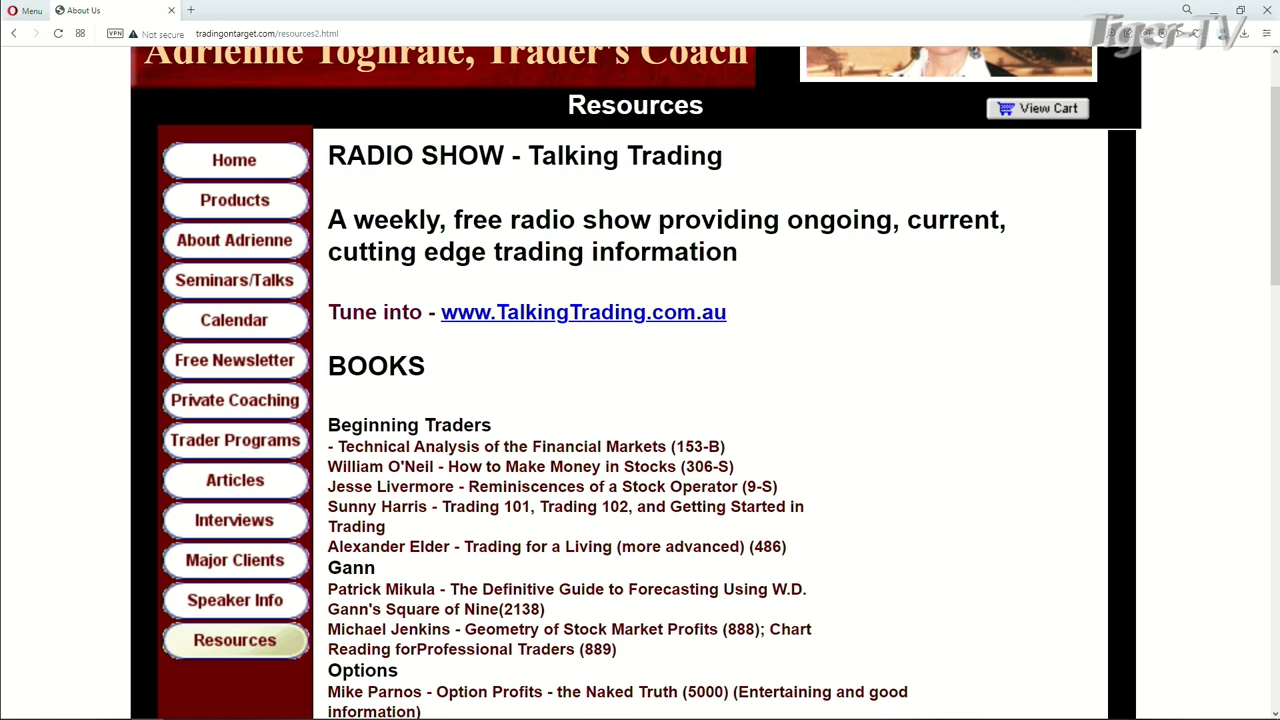 Menu
About Us
Tiger TV
VPN
Not secure
tradingontarget.com/resources2.html
Adrienne Toghraie, Trader's Coach
Resources
View Cart
Home
Products
About Adrienne
Seminars/Talks
Calendar
Free Newsletter
Private Coaching
Trader Programs
Articles
Interviews
Major Clients
Speaker Info
Resources
RADIO SHOW - Talking Trading
A weekly, free radio show providing ongoing, current,
cutting edge trading information
Tune into - www.TalkingTrading.com.au
BOOKS
Beginning Traders
- Technical Analysis of the Financial Markets (153-B)
William O'Neil - How to Make Money in Stocks (306-S)
Jesse Livermore - Reminiscences of a Stock Operator (9-S)
Sunny Harris - Trading 101, Trading 102, and Getting Started in
Trading
Alexander Elder - Trading for a Living (more advanced) (486)
Gann
Patrick Mikula - The Definitive Guide to Forecasting Using W.D.
Gann's Square of Nine(2138)
Michael Jenkins - Geometry of Stock Market Profits (888); Chart
Reading forProfessional Traders (889)
Options
Mike Parnos - Option Profits - the Naked Truth (5000) (Entertaining and good
information)